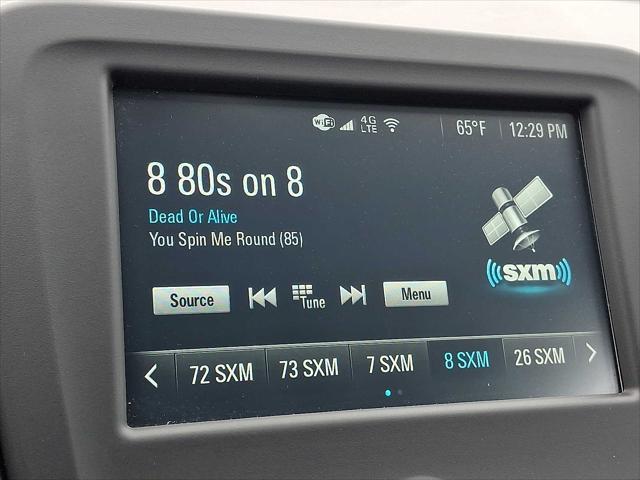 WiFi 4G LTE 65°F 12:29 PM
8 80s on 8
Dead Or Alive
You Spin Me Round (85)
((sxm))
Source Tune Menu
72 SXM 73 SXM 7 SXM 8 SXM 26 SXM